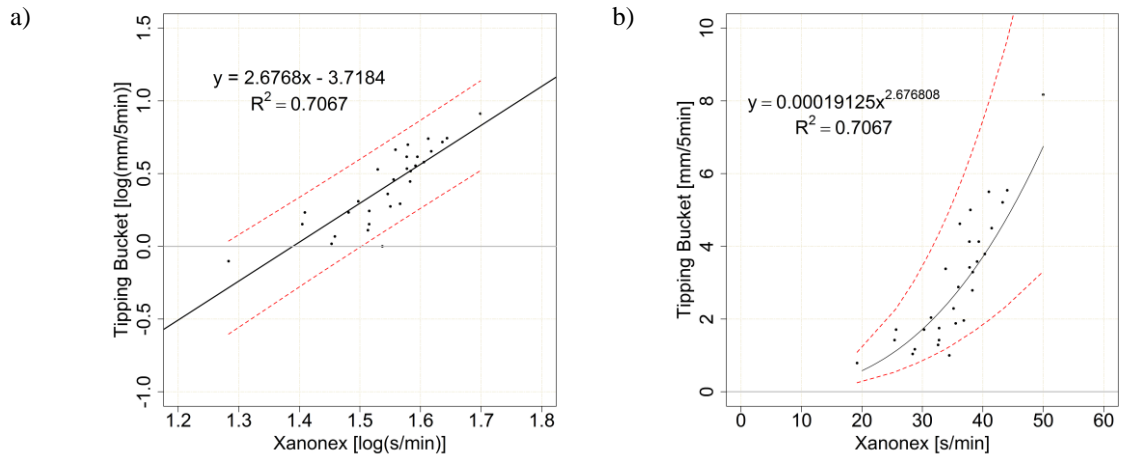 a)
Tipping Bucket [log(mm/5min)]
1.5
1.0
0.5
0.0
-0.5
-1.0
y = 2.6768x - 3.7184
R² = 0.7067
1.2 1.3 1.4 1.5 1.6 1.7 1.8
Xanonex [log(s/min)]
b)
Tipping Bucket [mm/5min]
10
8
6
4
2
0
y = 0.00019125x^2.676808
R² = 0.7067
0 10 20 30 40 50 60
Xanonex [s/min]